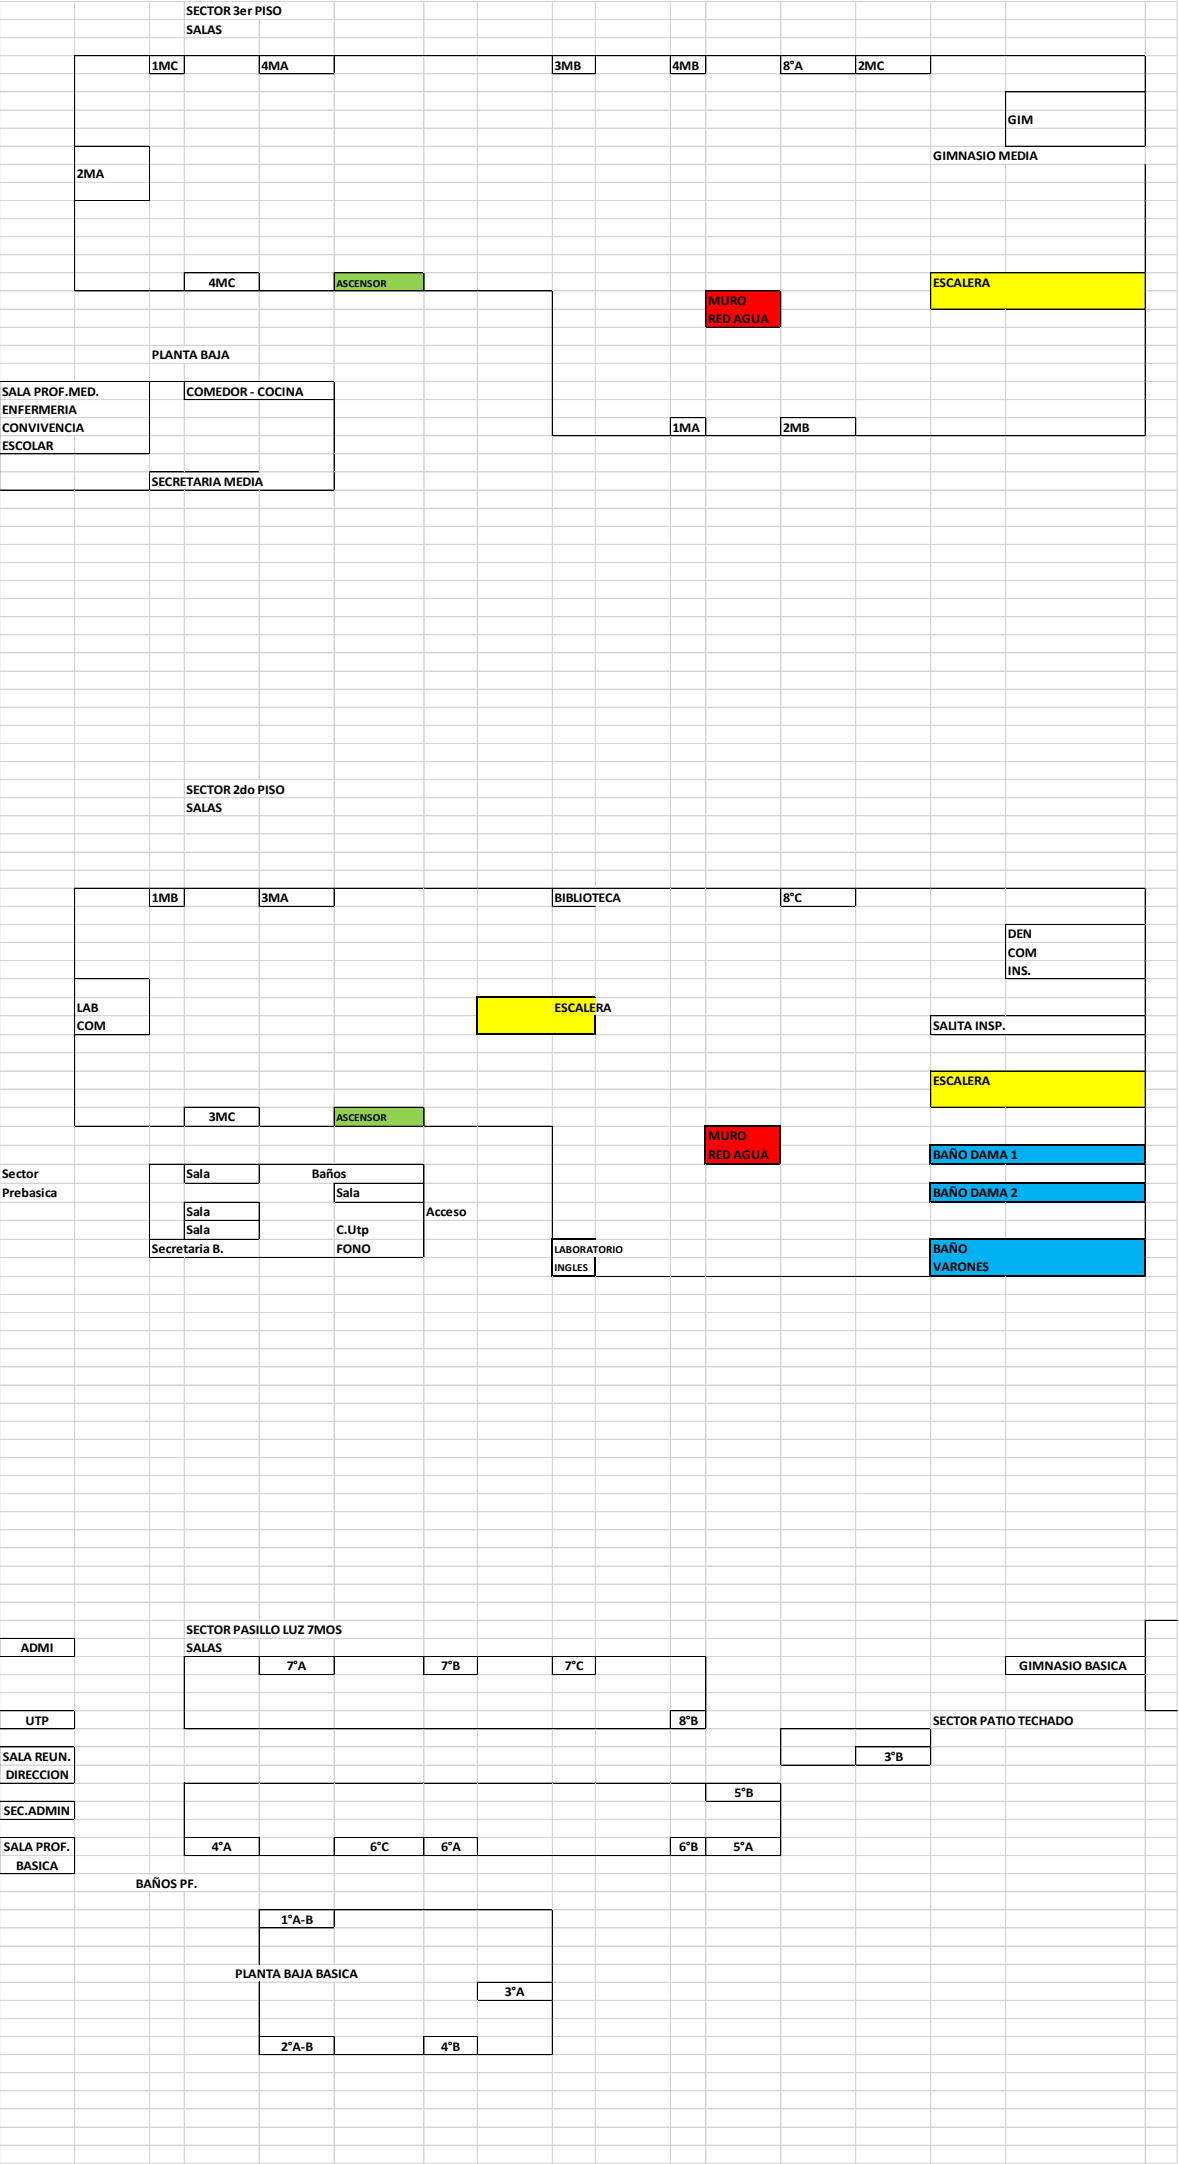 SECTOR 3er PISO
SALAS
1MC 4MA 3MB 4MB 8°A 2MC
GIM
GIMNASIO MEDIA
2MA
4MC ASCENSOR ESCALERA
MURO
RED AGUA
PLANTA BAJA
SALA PROF.MED. COMEDOR - COCINA
ENFERMERIA
CONVIVENCIA 1MA 2MB
ESCOLAR
SECRETARIA MEDIA
SECTOR 2do PISO
SALAS
1MB 3MA BIBLIOTECA 8°C
DEN
COM
INS.
LAB ESCALERA
COM SALITA INSP.
ESCALERA
3MC ASCENSOR
MURO
RED AGUA BAÑO DAMA 1
Sector Sala Baños
Prebasica Sala BAÑO DAMA 2
Sala Acceso
Sala C.Utp
Secretaria B. FONO LABORATORIO BAÑO
INGLES VARONES
SECTOR PASILLO LUZ 7MOS
ADMI SALAS
7°A 7°B 7°C GIMNASIO BASICA
UTP 8°B SECTOR PATIO TECHADO
SALA REUN. 3°B
DIRECCION
5°B
SEC.ADMIN
SALA PROF. 4°A 6°C 6°A 6°B 5°A
BASICA
BAÑOS PF.
1°A-B
PLANTA BAJA BASICA
3°A
2°A-B 4°B